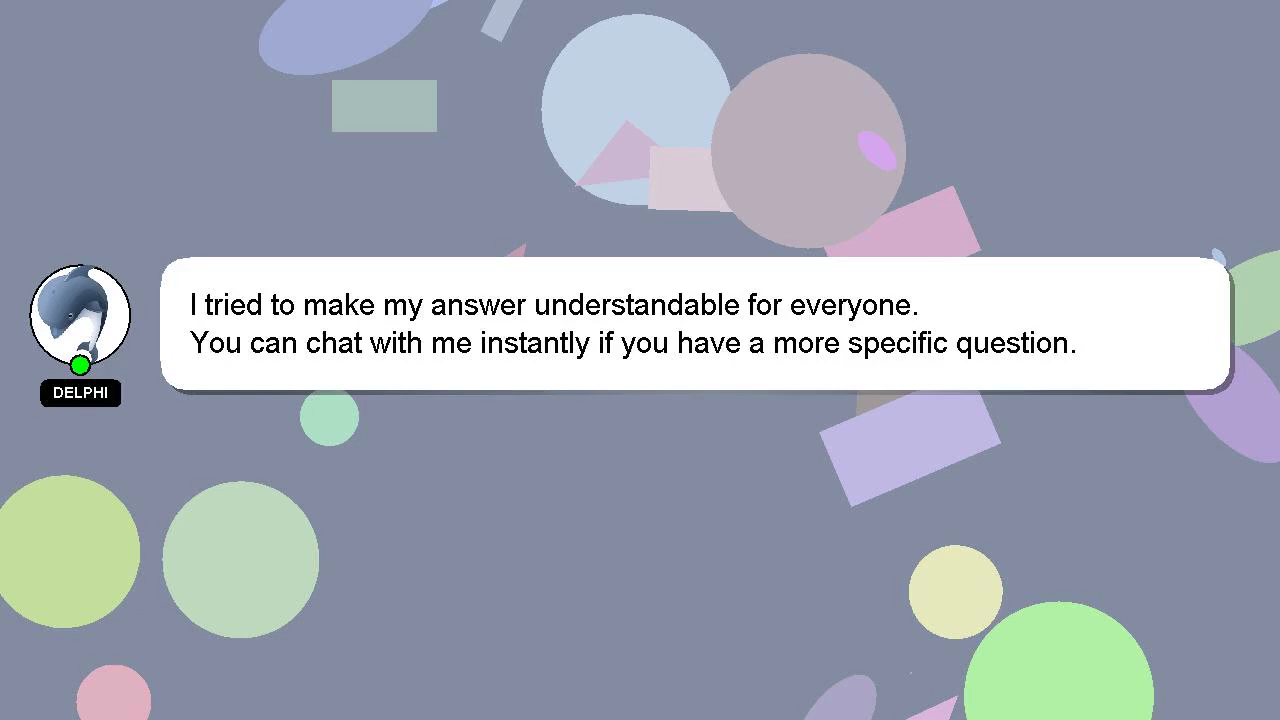 I tried to make my answer understandable for everyone.
You can chat with me instantly if you have a more specific question.
DELPHI